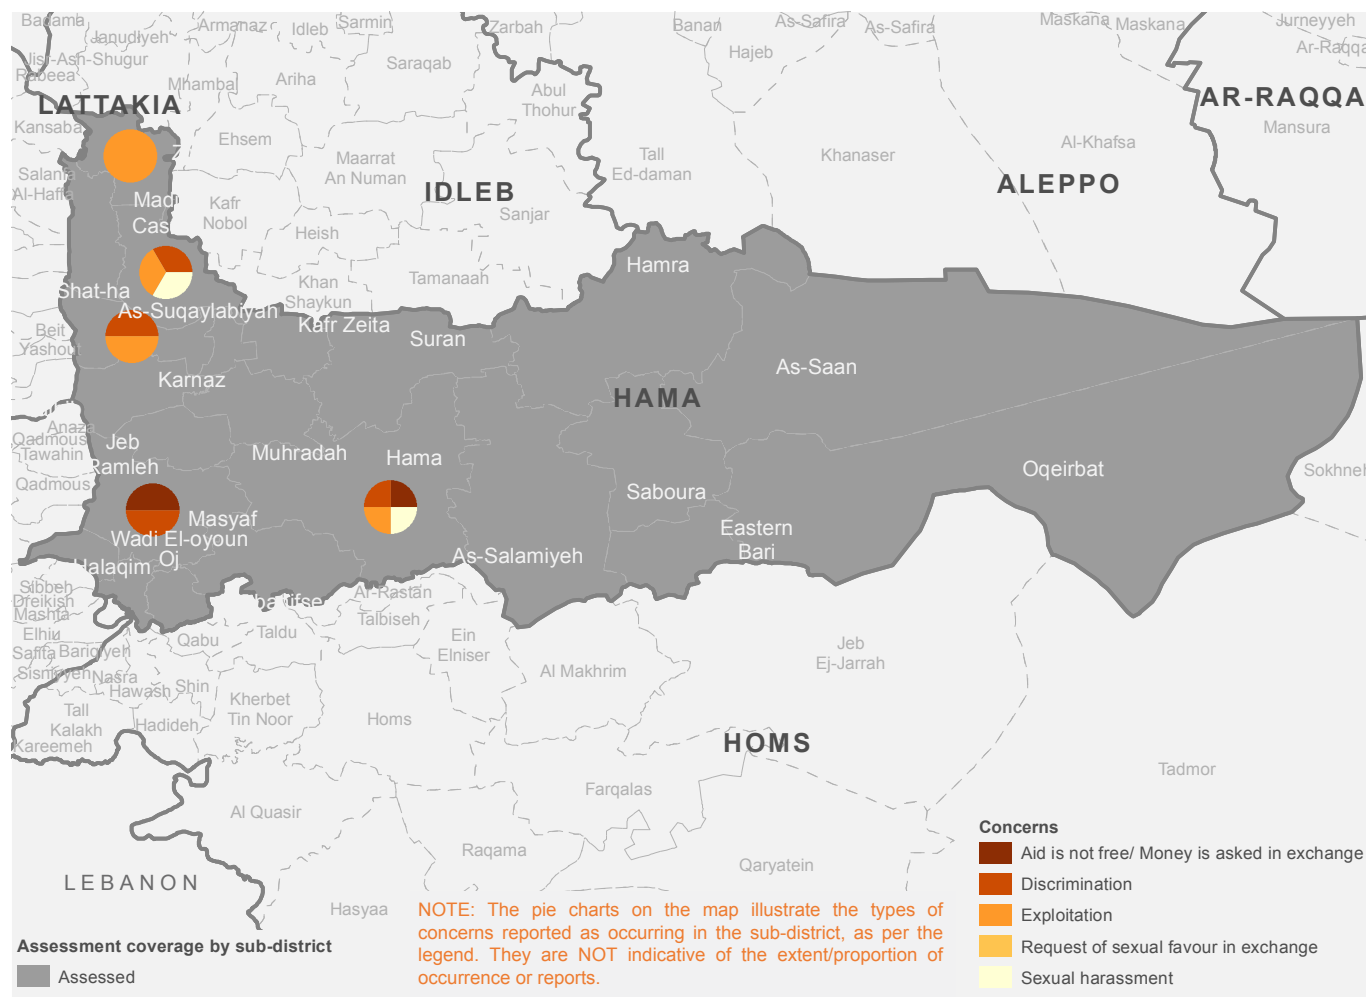 Badama
Janudiyeh
Armanaz
Idleb
Sarmin
Zarbah
Banan
As-Safira
As-Safira
Maskana
Maskana
Jurneyyeh
Jisr-Ash-Shugur
Rabeea
Mhambal
Ariha
Saraqab
Hajeb
Ar-Raqqa
Abul
Thohur
LATTAKIA
AR-RAQQA
Kansaba
Mansura
Ehsem
Maarrat
An Numan
Tall
Ed-daman
Khanaser
Al-Khafsa
Salanfa
Al-Haffa
IDLEB
ALEPPO
Madi
Cas
Kafr
Nobol
Sanjar
Heish
Hamra
Khan
Shaykun
Tamanaah
Shat-ha
As-Suqaylabiyah
Kafr Zeita
Suran
Beit
Yashout
As-Saan
Karnaz
HAMA
Anaza
Qadmous
Tawahin
Jeb
Ramleh
Muhradah
Hama
Oqeirbat
Sokhneh
Qadmous
Saboura
Masyaf
Wadi El-oyoun
Oj
Halaqim
Eastern
Bari
As-Salamiyeh
Sibbeh
Dreikish
Mashta
Elhiu
Ar-Rastan
Talbiseh
Safita
Bariqiyeh
Qabu
Taldu
Ein
Elniser
Sisniyyeh
Nasra
Hawash
Shin
Al Makhrim
Jeb
Ej-Jarrah
Tall
Kalakh
Kareemeh
Hadideh
Kherbet
Tin Noor
Homs
HOMS
Tadmor
Farqalas
Al Quasir
Raqama
Qaryatein
LEBANON
Hasyaa
Concerns
Aid is not free/ Money is asked in exchange
Discrimination
Exploitation
Request of sexual favour in exchange
Sexual harassment
NOTE: The pie charts on the map illustrate the types of
concerns reported as occurring in the sub-district, as per the
legend. They are NOT indicative of the extent/proportion of
occurrence or reports.
Assessment coverage by sub-district
Assessed